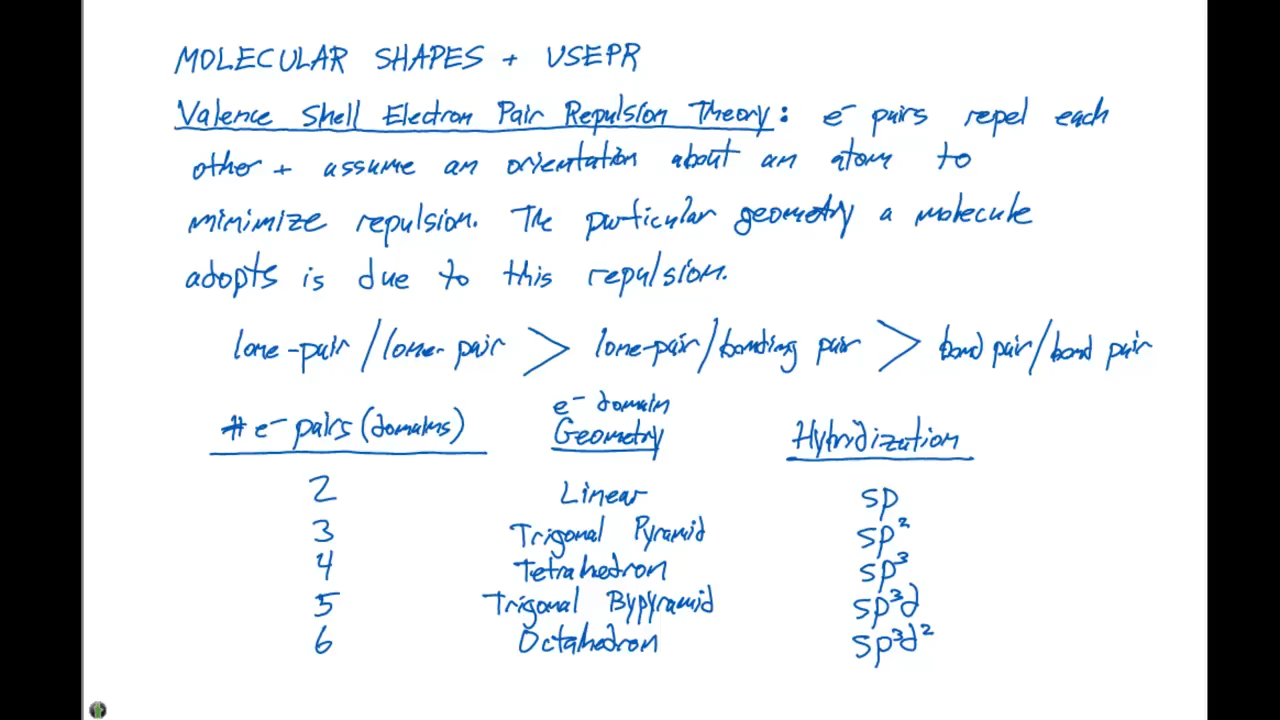 MOLECULAR SHAPES + VSEPR
Valence Shell Electron Pair Repulsion Theory: e⁻ pairs repel each
other + assume an orientation about an atom to
minimize repulsion. The particular geometry a molecule
adopts is due to this repulsion.
lone-pair/lone-pair > lone-pair/bonding pair > bond pair/bond pair
# e⁻ pairs (domains) e⁻ domain Geometry Hybridization
2 Linear sp
3 Trigonal Pyramid sp²
4 Tetrahedron sp³
5 Trigonal Bypyramid sp³d
6 Octahedron sp³d²